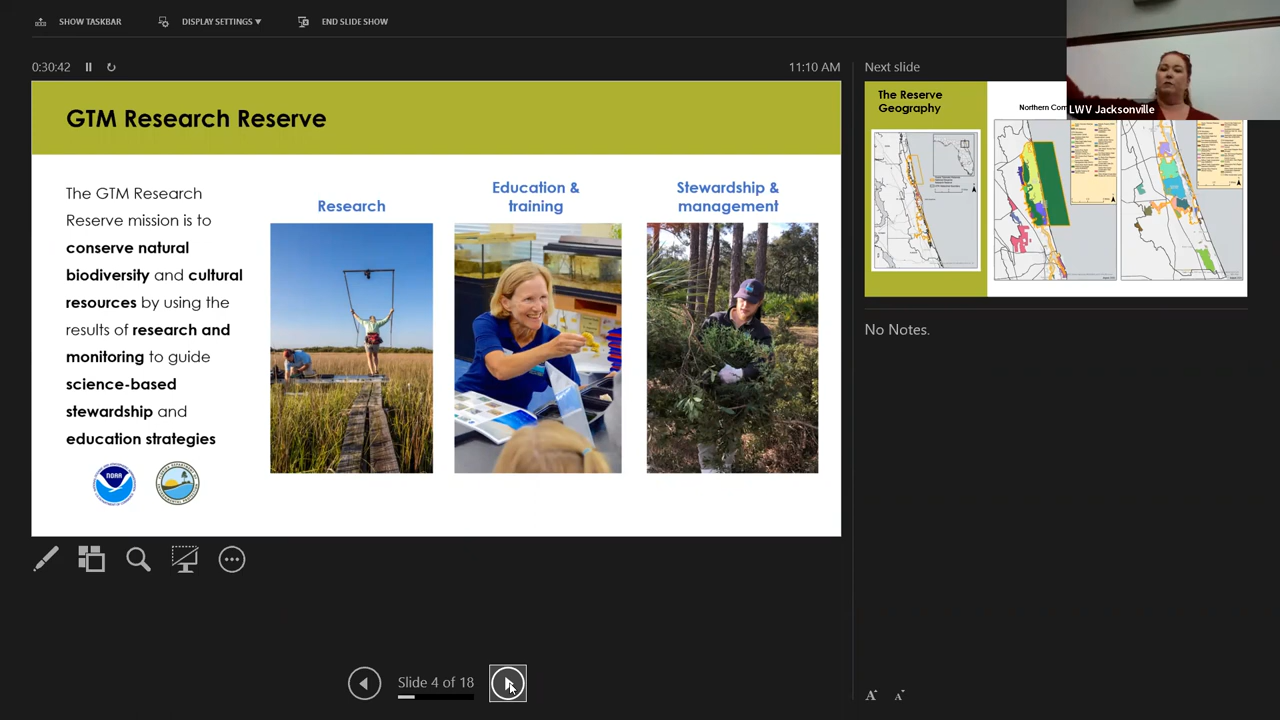 SHOW TASKBAR
DISPLAY SETTINGS ▼
END SLIDE SHOW
0:30:42
11:10 AM
Next slide
GTM Research Reserve
The GTM Research
Reserve mission is to
conserve natural
biodiversity and cultural
resources by using the
results of research and
monitoring to guide
science-based
stewardship and
education strategies
NOAA
Research
Education &
training
Stewardship &
management
The Reserve
Geography
Northern Com
LWV Jacksonville
No Notes.
Slide 4 of 18
A
A